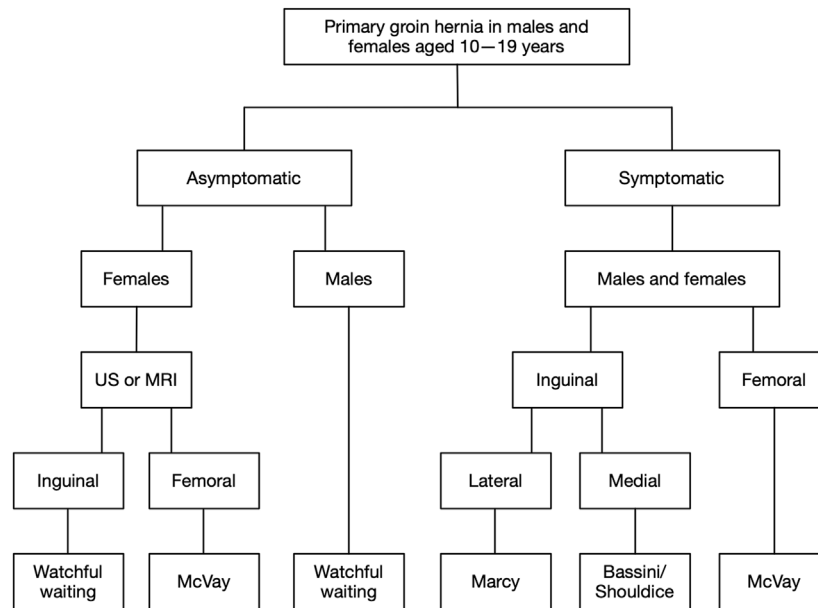 Primary groin hernia in males and
females aged 10—19 years
Asymptomatic
Symptomatic
Females
Males
Males and females
US or MRI
Inguinal
Femoral
Inguinal
Femoral
Lateral
Medial
Watchful
waiting
McVay
Watchful
waiting
Marcy
Bassini/
Shouldice
McVay